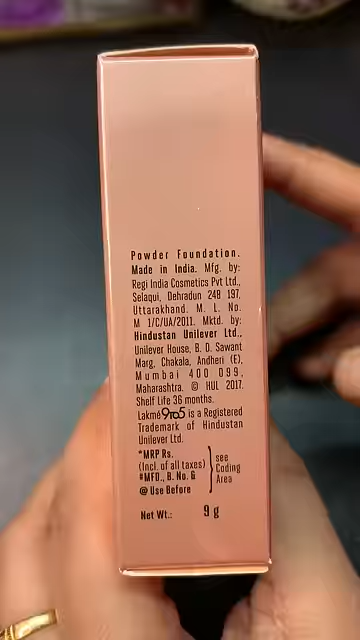 Powder Foundation.
Made in India. Mfg. by:
Regi India Cosmetics Pvt Ltd.,
Selaqui, Dehradun 248 197,
Uttarakhand. M. L. No.
M 1/C/UA/2011. Mktd. by:
Hindustan Unilever Ltd.,
Unilever House, B. D. Sawant
Marg, Chakala, Andheri (E),
Mumbai 400 099,
Maharashtra. © HUL 2017.
Shelf Life 36 months.
Lakmé 9to5 is a Registered
Trademark of Hindustan
Unilever Ltd.
*MRP Rs.
(Incl. of all taxes)
#MFD., B. No. &
@ Use Before
see
Coding
Area
Net Wt.: 9 g